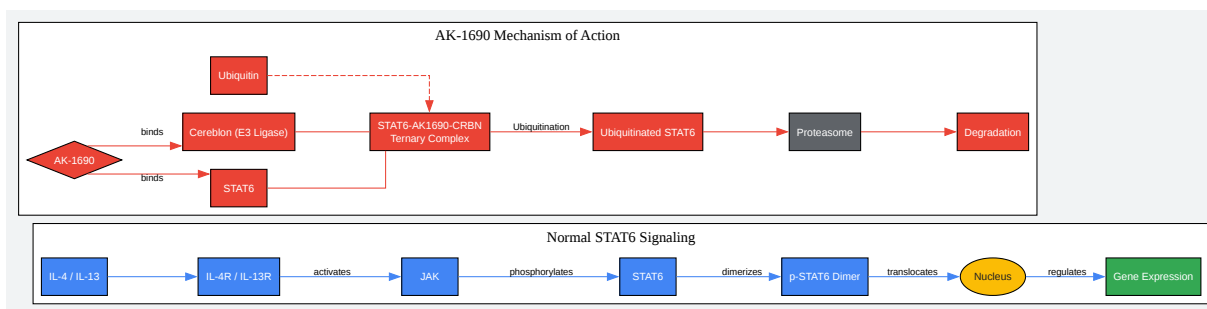 AK-1690 Mechanism of Action
Ubiquitin
binds
Cereblon (E3 Ligase)
STAT6-AK1690-CRBN
Ternary Complex
Ubiquitination
Ubiquitinated STAT6
Proteasome
Degradation
AK-1690
binds
STAT6
Normal STAT6 Signaling
IL-4 / IL-13
IL-4R / IL-13R
activates
JAK
phosphorylates
STAT6
dimerizes
p-STAT6 Dimer
translocates
Nucleus
regulates
Gene Expression